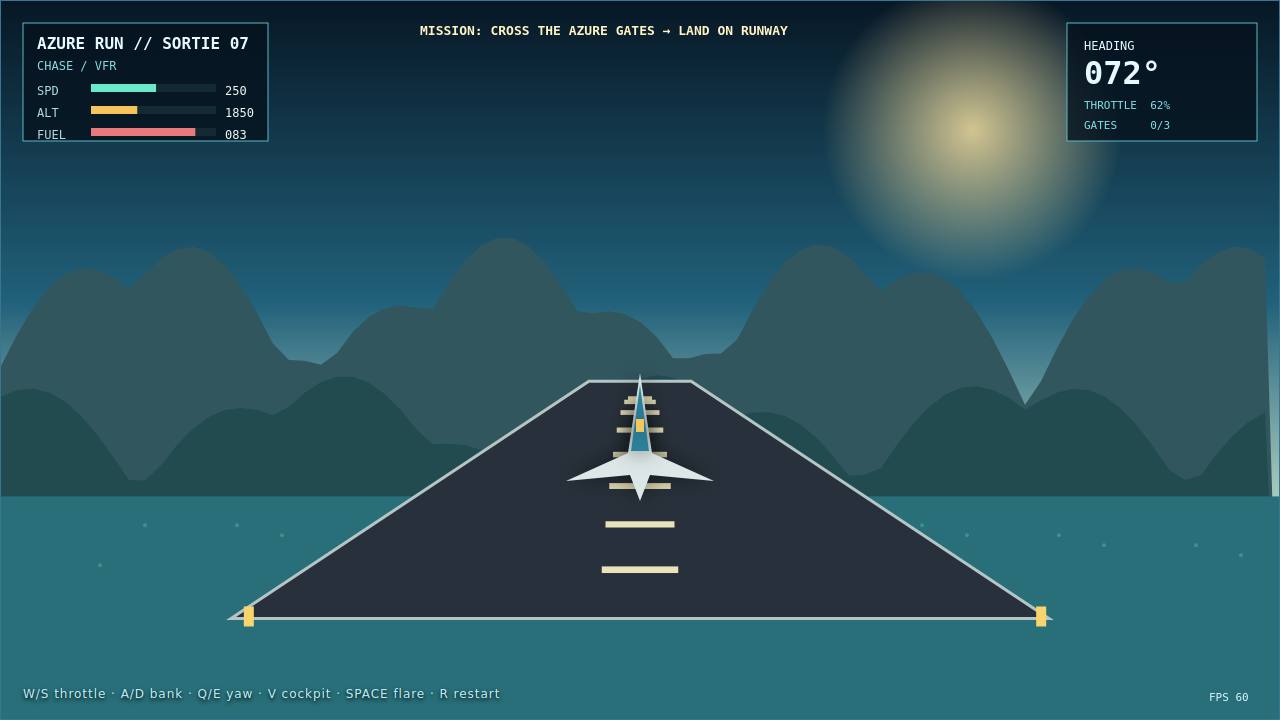 AZURE RUN // SORTIE 07
CHASE / VFR
SPD 250
ALT 1850
FUEL 083
MISSION: CROSS THE AZURE GATES → LAND ON RUNWAY
HEADING
072°
THROTTLE 62%
GATES 0/3
W/S throttle · A/D bank · Q/E yaw · V cockpit · SPACE flare · R restart
FPS 60